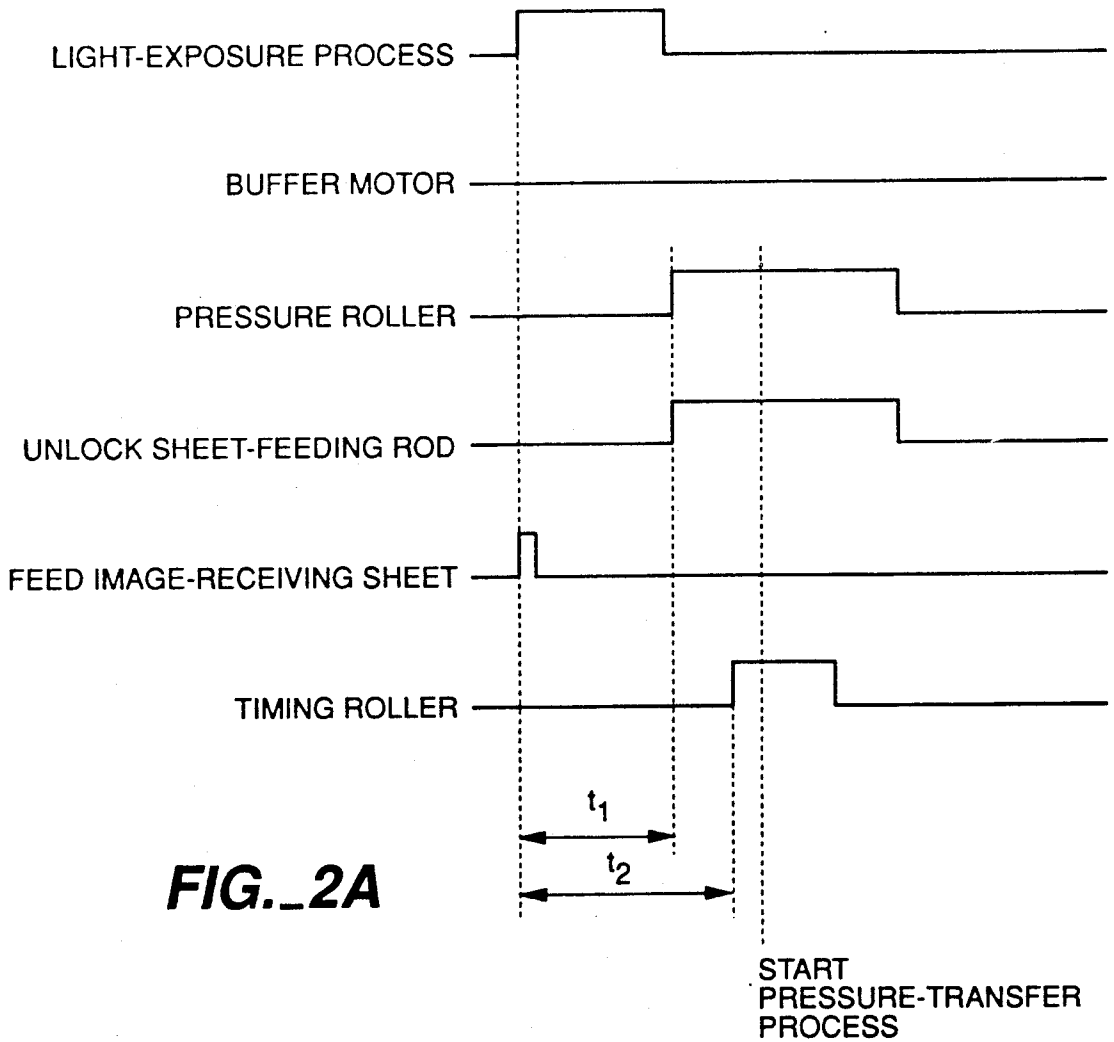 LIGHT-EXPOSURE PROCESS
BUFFER MOTOR
PRESSURE ROLLER
UNLOCK SHEET-FEEDING ROD
FEED IMAGE-RECEIVING SHEET
TIMING ROLLER
t1
t2
FIG._2A
START
PRESSURE-TRANSFER
PROCESS